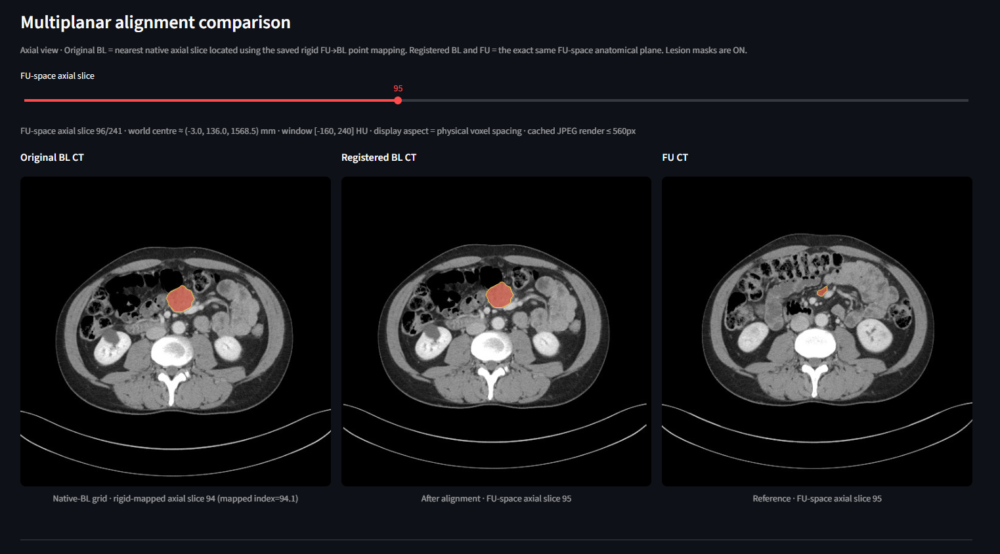 Multiplanar alignment comparison
Axial view · Original BL = nearest native axial slice located using the saved rigid FU→BL point mapping. Registered BL and FU = the exact same FU-space anatomical plane. Lesion masks are ON.
FU-space axial slice
95
FU-space axial slice 96/241 · world centre ≈ (-3.0, 136.0, 1568.5) mm · window [-160, 240] HU · display aspect = physical voxel spacing · cached JPEG render ≤ 560px
Original BL CT
Registered BL CT
FU CT
Native-BL grid · rigid-mapped axial slice 94 (mapped index=94.1)
After alignment · FU-space axial slice 95
Reference · FU-space axial slice 95